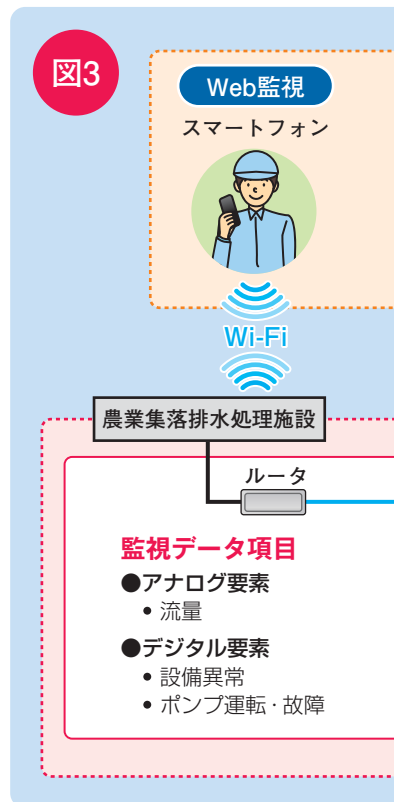 図3
Web監視
スマートフォン
Wi-Fi
農業集落排水処理施設
ルータ
監視データ項目
●アナログ要素
• 流量
●デジタル要素
• 設備異常
• ポンプ運転・故障